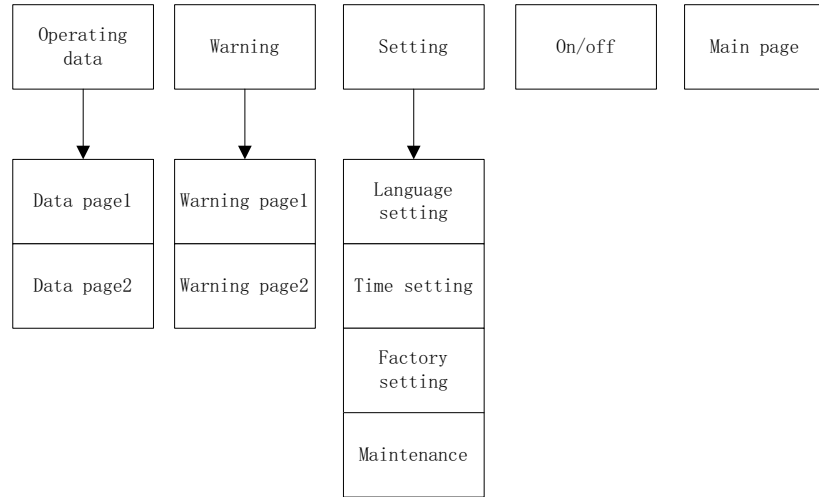 Operating
data
Warning
Setting
On/off
Main page
Data page1
Warning page1
Language
setting
Data page2
Warning page2
Time setting
Factory
setting
Maintenance